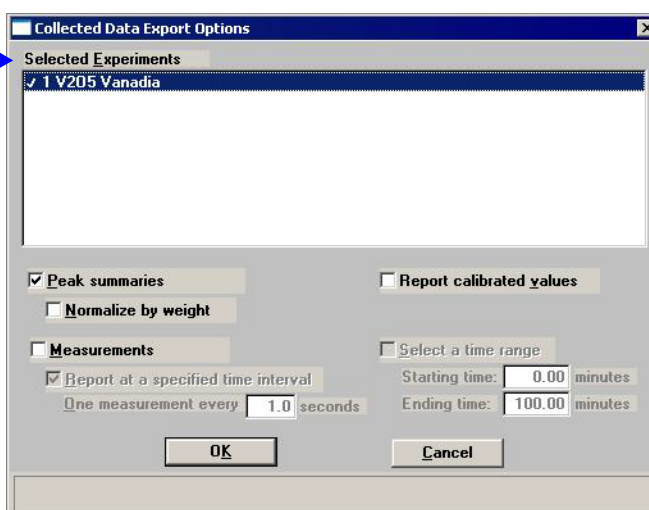 Collected Data Export Options
Selected Experiments
✓ 1 V2O5 Vanadia
Peak summaries
Report calibrated values
Normalize by weight
Measurements
Select a time range
Report at a specified time interval
Starting time: 0.00 minutes
One measurement every 1.0 seconds
Ending time: 100.00 minutes
OK
Cancel